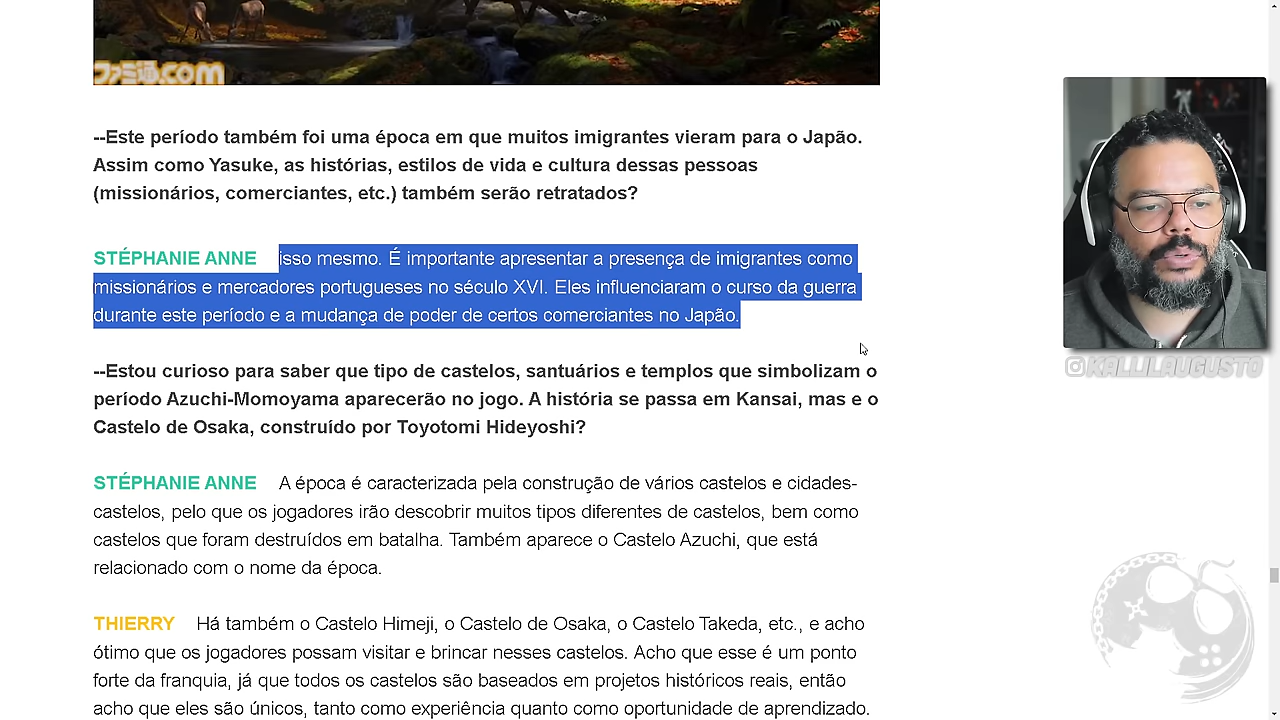 ファミ通.com
--Este período também foi uma época em que muitos imigrantes vieram para o Japão.
Assim como Yasuke, as histórias, estilos de vida e cultura dessas pessoas
(missionários, comerciantes, etc.) também serão retratados?
STÉPHANIE ANNE isso mesmo. É importante apresentar a presença de imigrantes como
missionários e mercadores portugueses no século XVI. Eles influenciaram o curso da guerra
durante este período e a mudança de poder de certos comerciantes no Japão.
KALLILAUGUSTO
--Estou curioso para saber que tipo de castelos, santuários e templos que simbolizam o
período Azuchi-Momoyama aparecerão no jogo. A história se passa em Kansai, mas e o
Castelo de Osaka, construído por Toyotomi Hideyoshi?
STÉPHANIE ANNE A época é caracterizada pela construção de vários castelos e cidades-
castelos, pelo que os jogadores irão descobrir muitos tipos diferentes de castelos, bem como
castelos que foram destruídos em batalha. Também aparece o Castelo Azuchi, que está
relacionado com o nome da época.
THIERRY Há também o Castelo Himeji, o Castelo de Osaka, o Castelo Takeda, etc., e acho
ótimo que os jogadores possam visitar e brincar nesses castelos. Acho que esse é um ponto
forte da franquia, já que todos os castelos são baseados em projetos históricos reais, então
acho que eles são únicos, tanto como experiência quanto como oportunidade de aprendizado.